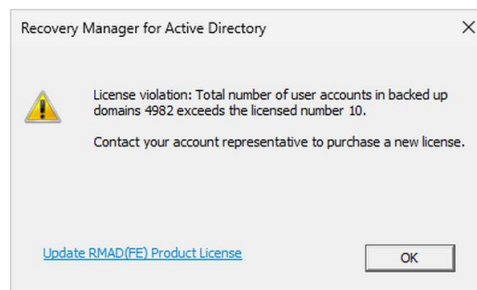 Recovery Manager for Active Directory
License violation: Total number of user accounts in backed up
domains 4982 exceeds the licensed number 10.
Contact your account representative to purchase a new license.
Update RMAD(FE) Product License
OK